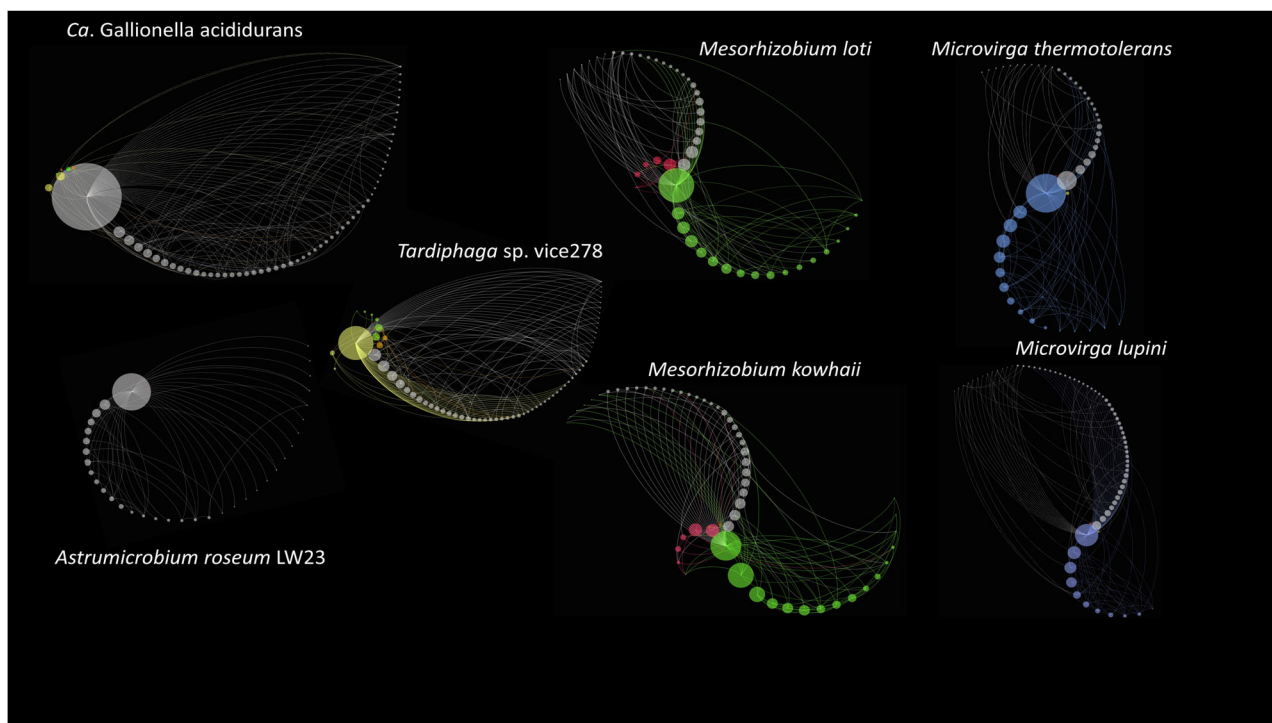 Ca. Gallionella acididurans
Mesorhizobium loti
Microvirga thermotolerans
Tardiphaga sp. vice278
Mesorhizobium kowhaii
Microvirga lupini
Astrumicrobium roseum LW23